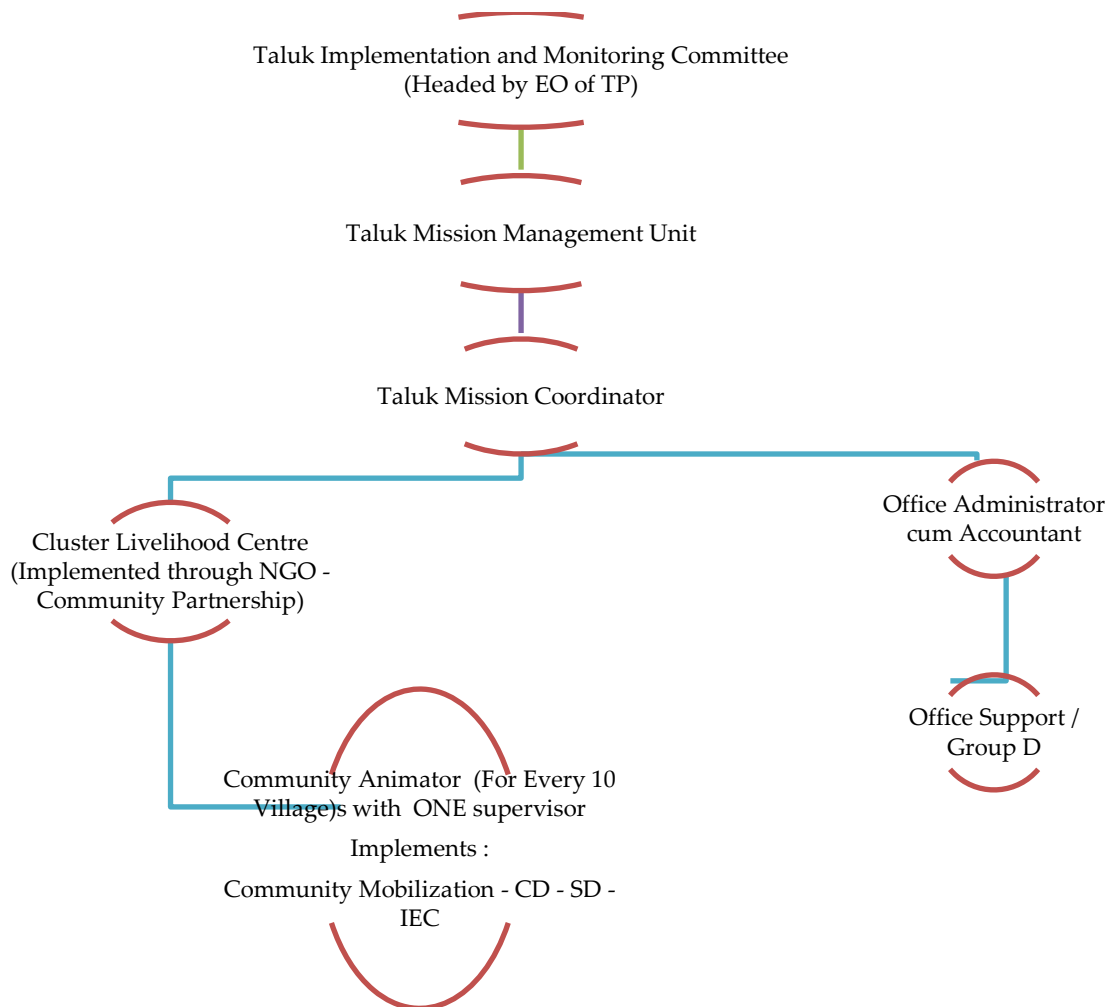 Taluk Implementation and Monitoring Committee
(Headed by EO of TP)
Taluk Mission Management Unit
Taluk Mission Coordinator
Cluster Livelihood Centre
(Implemented through NGO -
Community Partnership)
Office Administrator
cum Accountant
Community Animator (For Every 10
Village)s with ONE supervisor
Implements :
Community Mobilization - CD - SD -
IEC
Office Support /
Group D